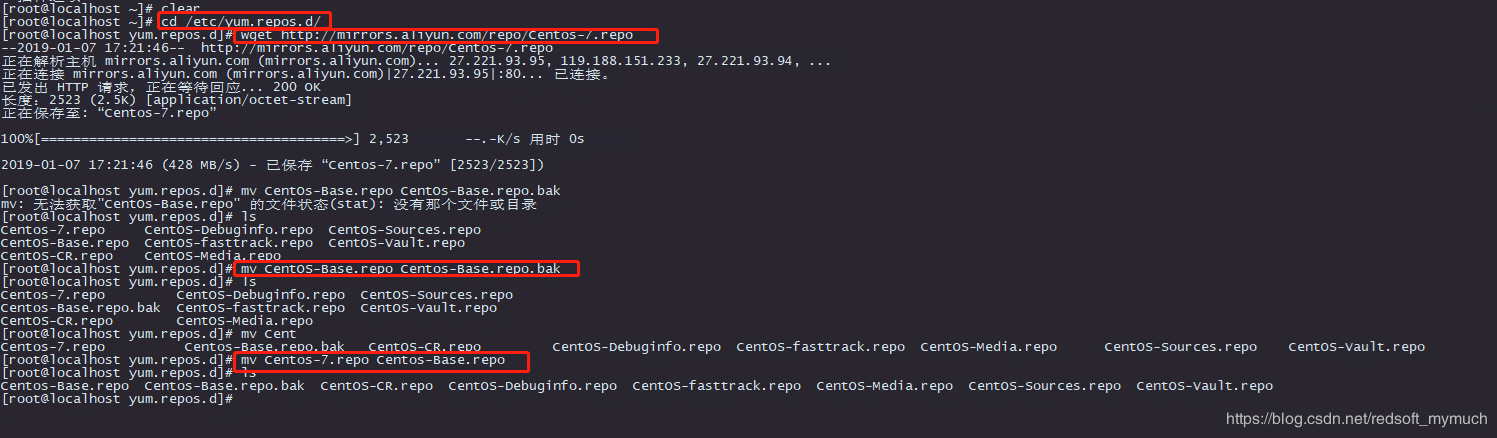 [root@localhost ~]# clear
[root@localhost ~]# cd /etc/yum.repos.d/
[root@localhost yum.repos.d]# wget http://mirrors.aliyun.com/repo/Centos-7.repo
--2019-01-07 17:21:46--  http://mirrors.aliyun.com/repo/Centos-7.repo
正在解析主机 mirrors.aliyun.com (mirrors.aliyun.com)... 27.221.93.95, 119.188.151.233, 27.221.93.94, ...
正在连接 mirrors.aliyun.com (mirrors.aliyun.com)|27.221.93.95|:80... 已连接。
已发出 HTTP 请求，正在等待回应... 200 OK
长度：2523 (2.5K) [application/octet-stream]
正在保存至: “Centos-7.repo”
100%[======================================>] 2,523       --.-K/s 用时 0s
2019-01-07 17:21:46 (428 MB/s) - 已保存 “Centos-7.repo” [2523/2523])
[root@localhost yum.repos.d]# mv CentOs-Base.repo CentOs-Base.repo.bak
mv: 无法获取"CentOs-Base.repo" 的文件状态(stat): 没有那个文件或目录
[root@localhost yum.repos.d]# ls
Centos-7.repo     CentOS-Debuginfo.repo  CentOS-Sources.repo
CentOS-Base.repo  CentOS-fasttrack.repo  CentOS-Vault.repo
CentOS-CR.repo    CentOS-Media.repo
[root@localhost yum.repos.d]# mv CentOS-Base.repo Centos-Base.repo.bak
[root@localhost yum.repos.d]# ls
Centos-7.repo         CentOS-Debuginfo.repo  CentOS-Sources.repo
Centos-Base.repo.bak  CentOS-fasttrack.repo  CentOS-Vault.repo
CentOS-CR.repo        CentOS-Media.repo
[root@localhost yum.repos.d]# mv Cent
Centos-7.repo          Centos-Base.repo.bak   CentOS-CR.repo         CentOS-Debuginfo.repo  CentOS-fasttrack.repo  CentOS-Media.repo      CentOS-Sources.repo    CentOS-Vault.repo
[root@localhost yum.repos.d]# mv Centos-7.repo Centos-Base.repo
[root@localhost yum.repos.d]# ls
Centos-Base.repo  Centos-Base.repo.bak  CentOS-CR.repo  CentOS-Debuginfo.repo  CentOS-fasttrack.repo  CentOS-Media.repo  CentOS-Sources.repo  CentOS-Vault.repo
[root@localhost yum.repos.d]#
https://blog.csdn.net/redsoft_mymuch